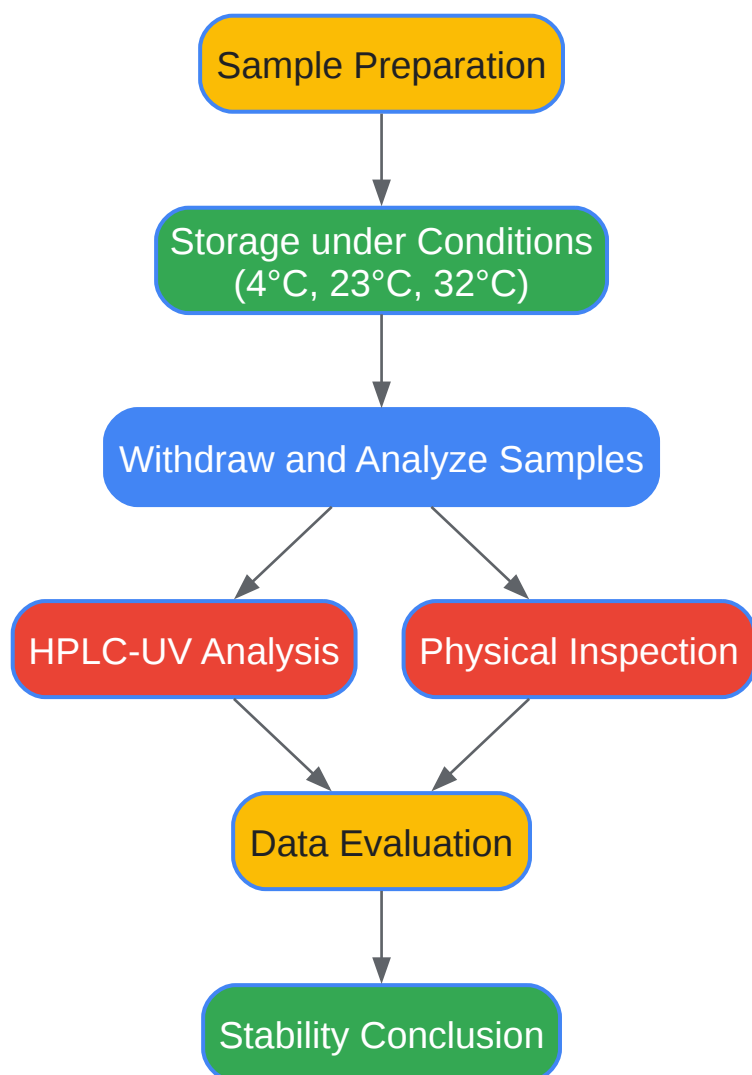 Sample Preparation
Storage under Conditions
(4°C, 23°C, 32°C)
Withdraw and Analyze Samples
HPLC-UV Analysis
Physical Inspection
Data Evaluation
Stability Conclusion